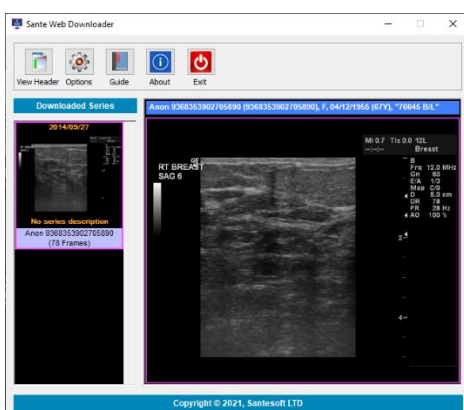 Sante Web Downloader
View Header Options Guide About Exit
Downloaded Series
Anon 9368353902705890 (9368353902705890), F, 04/12/1955 (67Y), "76645 B/L"
2014/09/27
No series description
Anon 9368353902705890
(78 Frames)
RT BREAST
SAG 6
MI 0.7 TIs 0.0 12L
--:--:-- Breast
B
Frq 12.0 MHz
Gn 50
E/A 1/3
Map C/0
D 5.0 cm
DR 78
FR 28 Hz
AO 100 %
2
4
Copyright © 2021, Santesoft LTD